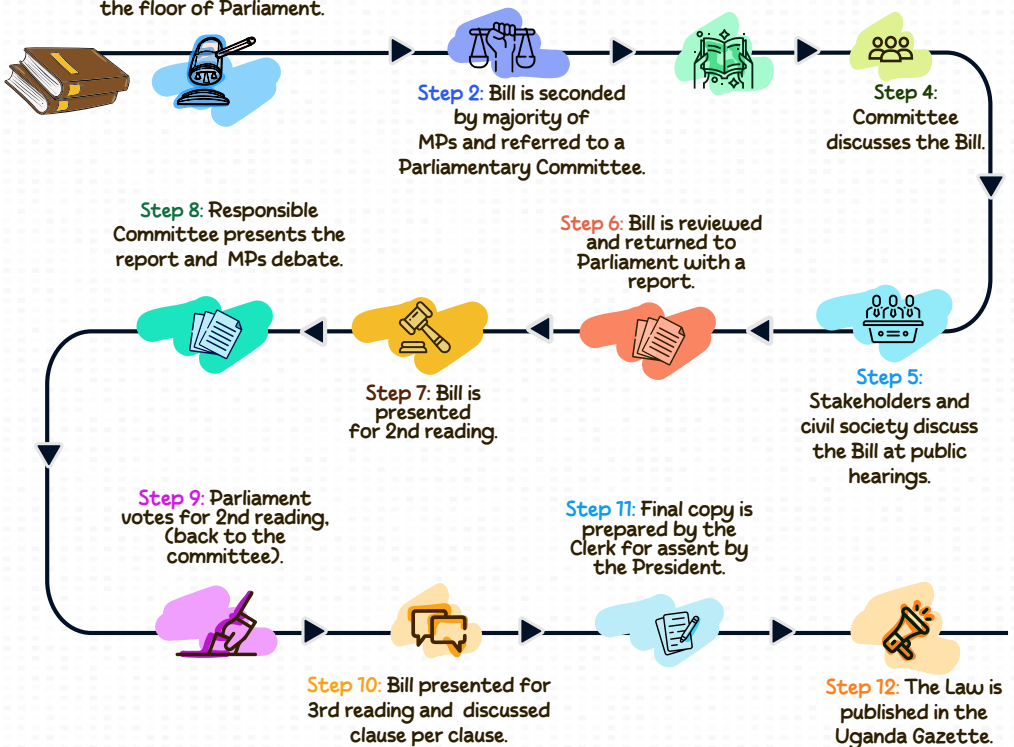 the floor of Parliament.
Step 2: Bill is seconded
by majority of
MPs and referred to a
Parliamentary Committee.
Step 4:
Committee
discusses the Bill.
Step 5:
Stakeholders and
civil society discuss
the Bill at public
hearings.
Step 6: Bill is reviewed
and returned to
Parliament with a
report.
Step 7: Bill is
presented
for 2nd reading.
Step 8: Responsible
Committee presents the
report and MPs debate.
Step 9: Parliament
votes for 2nd reading,
(back to the
committee).
Step 10: Bill presented for
3rd reading and discussed
clause per clause.
Step 11: Final copy is
prepared by the
Clerk for assent by
the President.
Step 12: The Law is
published in the
Uganda Gazette.